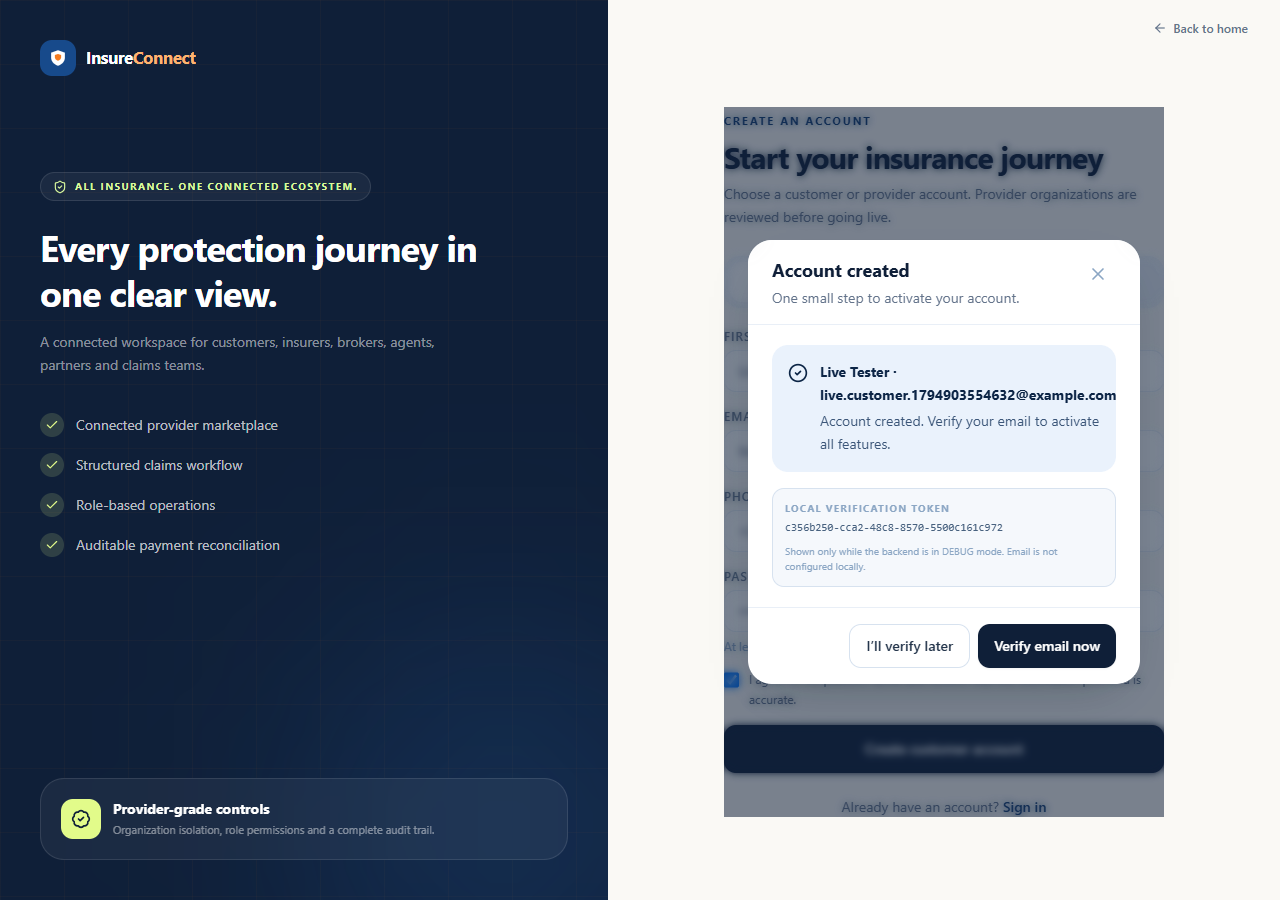 InsureConnect
ALL INSURANCE. ONE CONNECTED ECOSYSTEM.
Every protection journey in
one clear view.
A connected workspace for customers, insurers, brokers, agents,
partners and claims teams.
Connected provider marketplace
Structured claims workflow
Role-based operations
Auditable payment reconciliation
Provider-grade controls
Organization isolation, role permissions and a complete audit trail.
Back to home
CREATE AN ACCOUNT
Start your insurance journey
Choose a customer or provider account. Provider organizations are
reviewed before going live.
Account created
One small step to activate your account.
Live Tester ·
live.customer.1794903554632@example.com
Account created. Verify your email to activate
all features.
LOCAL VERIFICATION TOKEN
c356b250-cca2-48c8-8570-5500c161c972
Shown only while the backend is in DEBUG mode. Email is not
configured locally.
I'll verify later
Verify email now
accurate.
Create customer account
Already have an account? Sign in